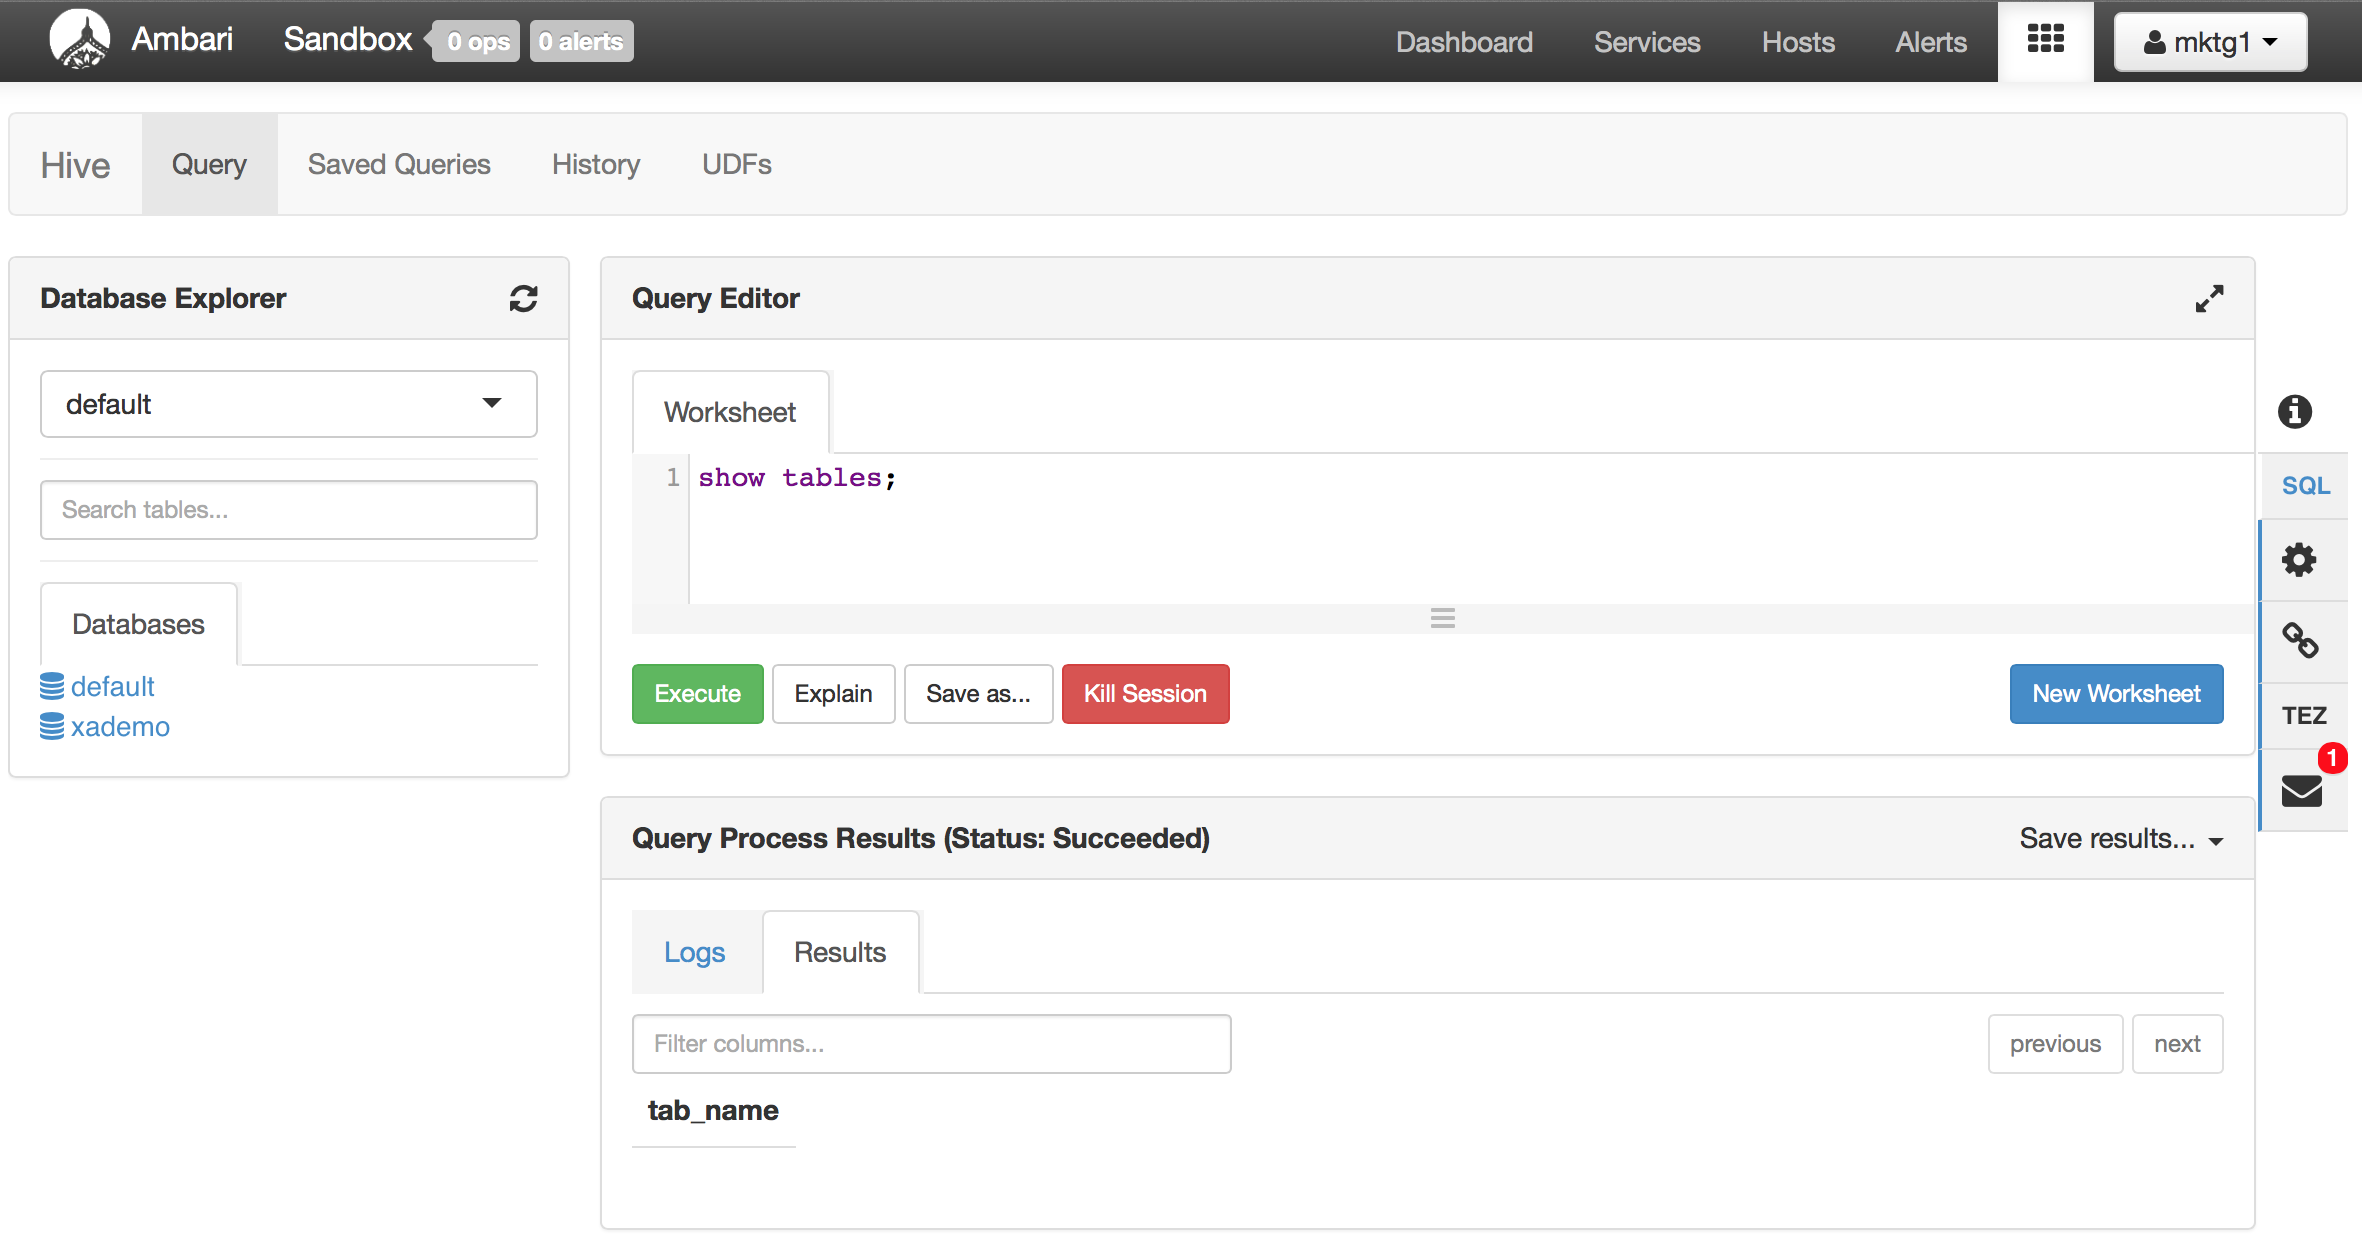 Ambari Sandbox 0 ops 0 alerts Dashboard Services Hosts Alerts mktg1
Hive Query Saved Queries History UDFs
Database Explorer
default
Search tables...
Databases
default
xademo
Query Editor
Worksheet
1 show tables;
Execute Explain Save as... Kill Session New Worksheet
SQL
TEZ
1
Query Process Results (Status: Succeeded) Save results...
Logs Results
Filter columns... previous next
tab_name